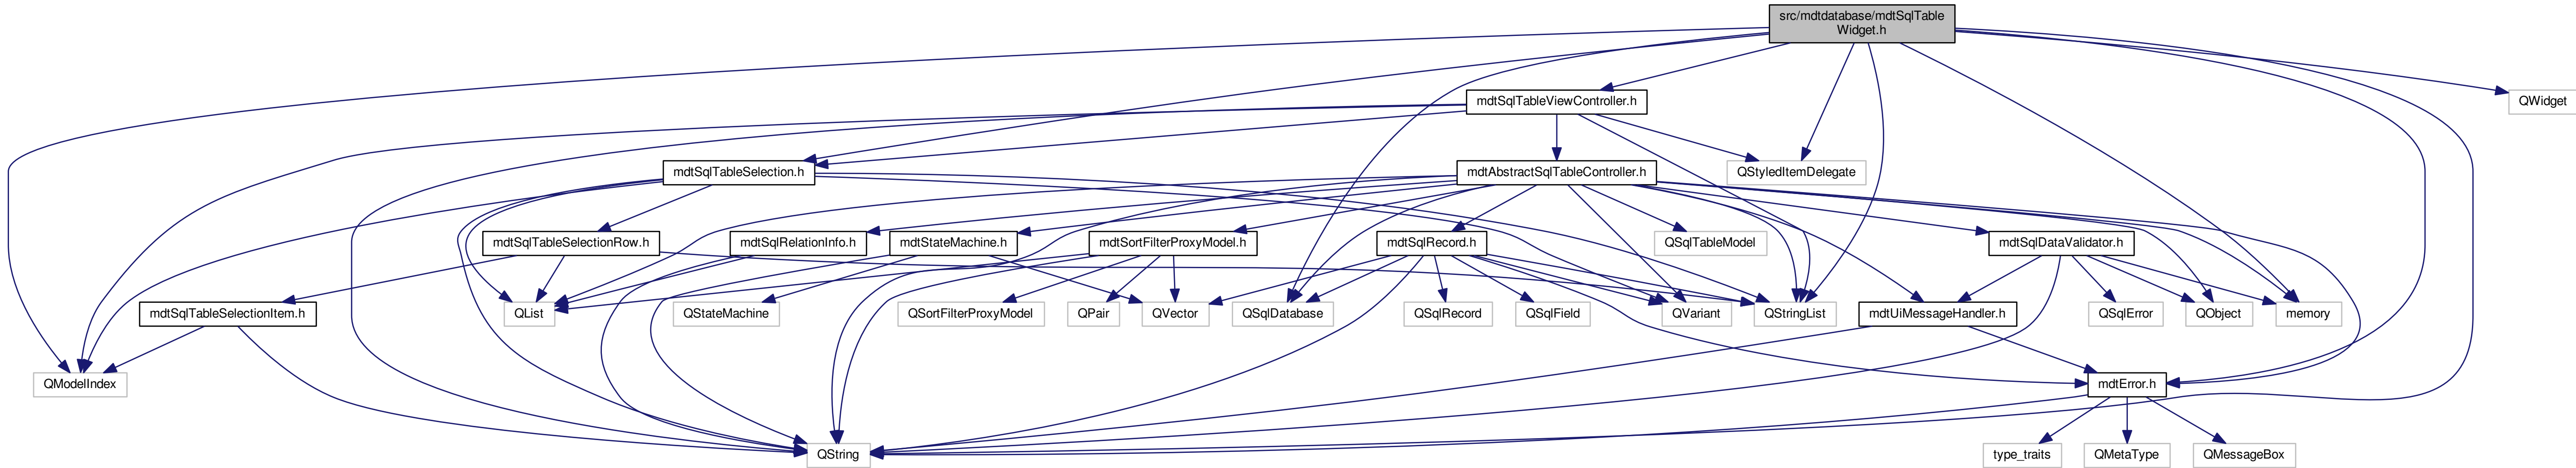 src/mdtdatabase/mdtSqlTable
Widget.h
mdtSqlTableViewController.h
QWidget
mdtSqlTableSelection.h
mdtAbstractSqlTableController.h
QStyledItemDelegate
mdtSqlTableSelectionRow.h
mdtSqlRelationInfo.h
mdtStateMachine.h
mdtSortFilterProxyModel.h
mdtSqlRecord.h
QSqlTableModel
mdtSqlDataValidator.h
mdtSqlTableSelectionItem.h
QList
QStateMachine
QSortFilterProxyModel
QPair
QVector
QSqlDatabase
QSqlRecord
QSqlField
QVariant
QStringList
mdtUiMessageHandler.h
QSqlError
QObject
memory
QModelIndex
mdtError.h
QString
type_traits
QMetaType
QMessageBox